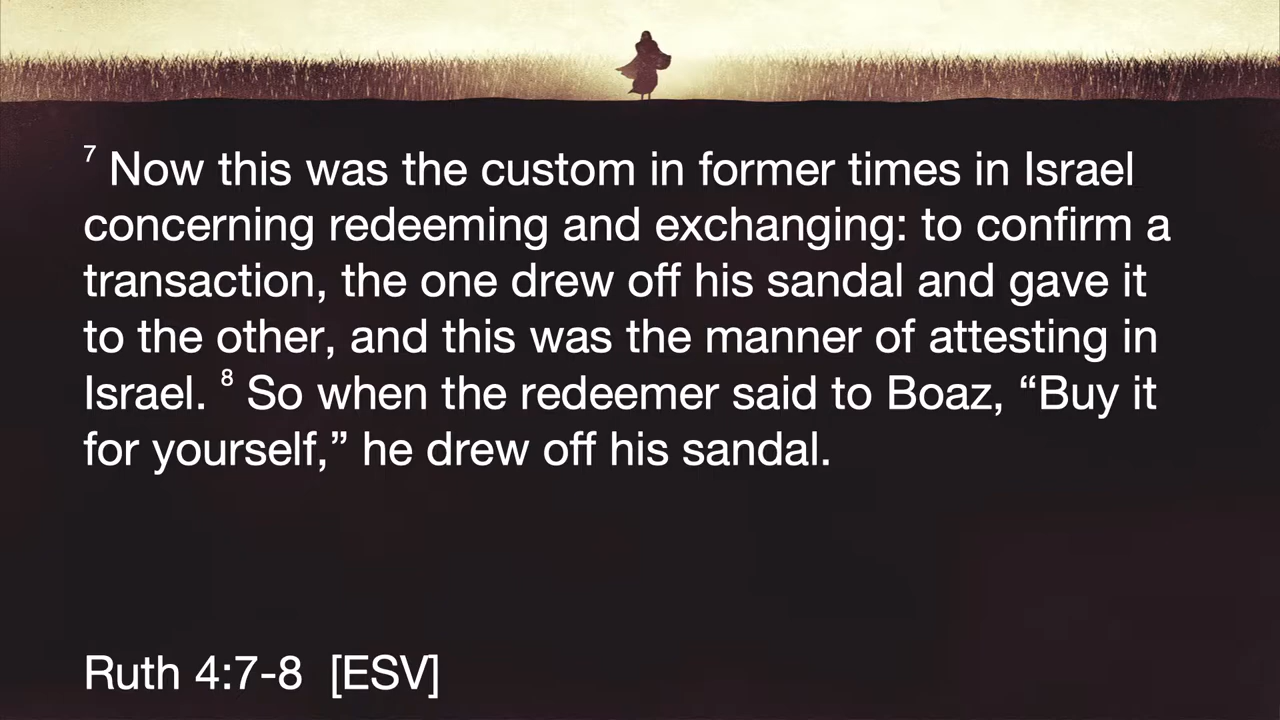 7 Now this was the custom in former times in Israel
concerning redeeming and exchanging: to confirm a
transaction, the one drew off his sandal and gave it
to the other, and this was the manner of attesting in
Israel. 8 So when the redeemer said to Boaz, “Buy it
for yourself,” he drew off his sandal.
Ruth 4:7-8 [ESV]